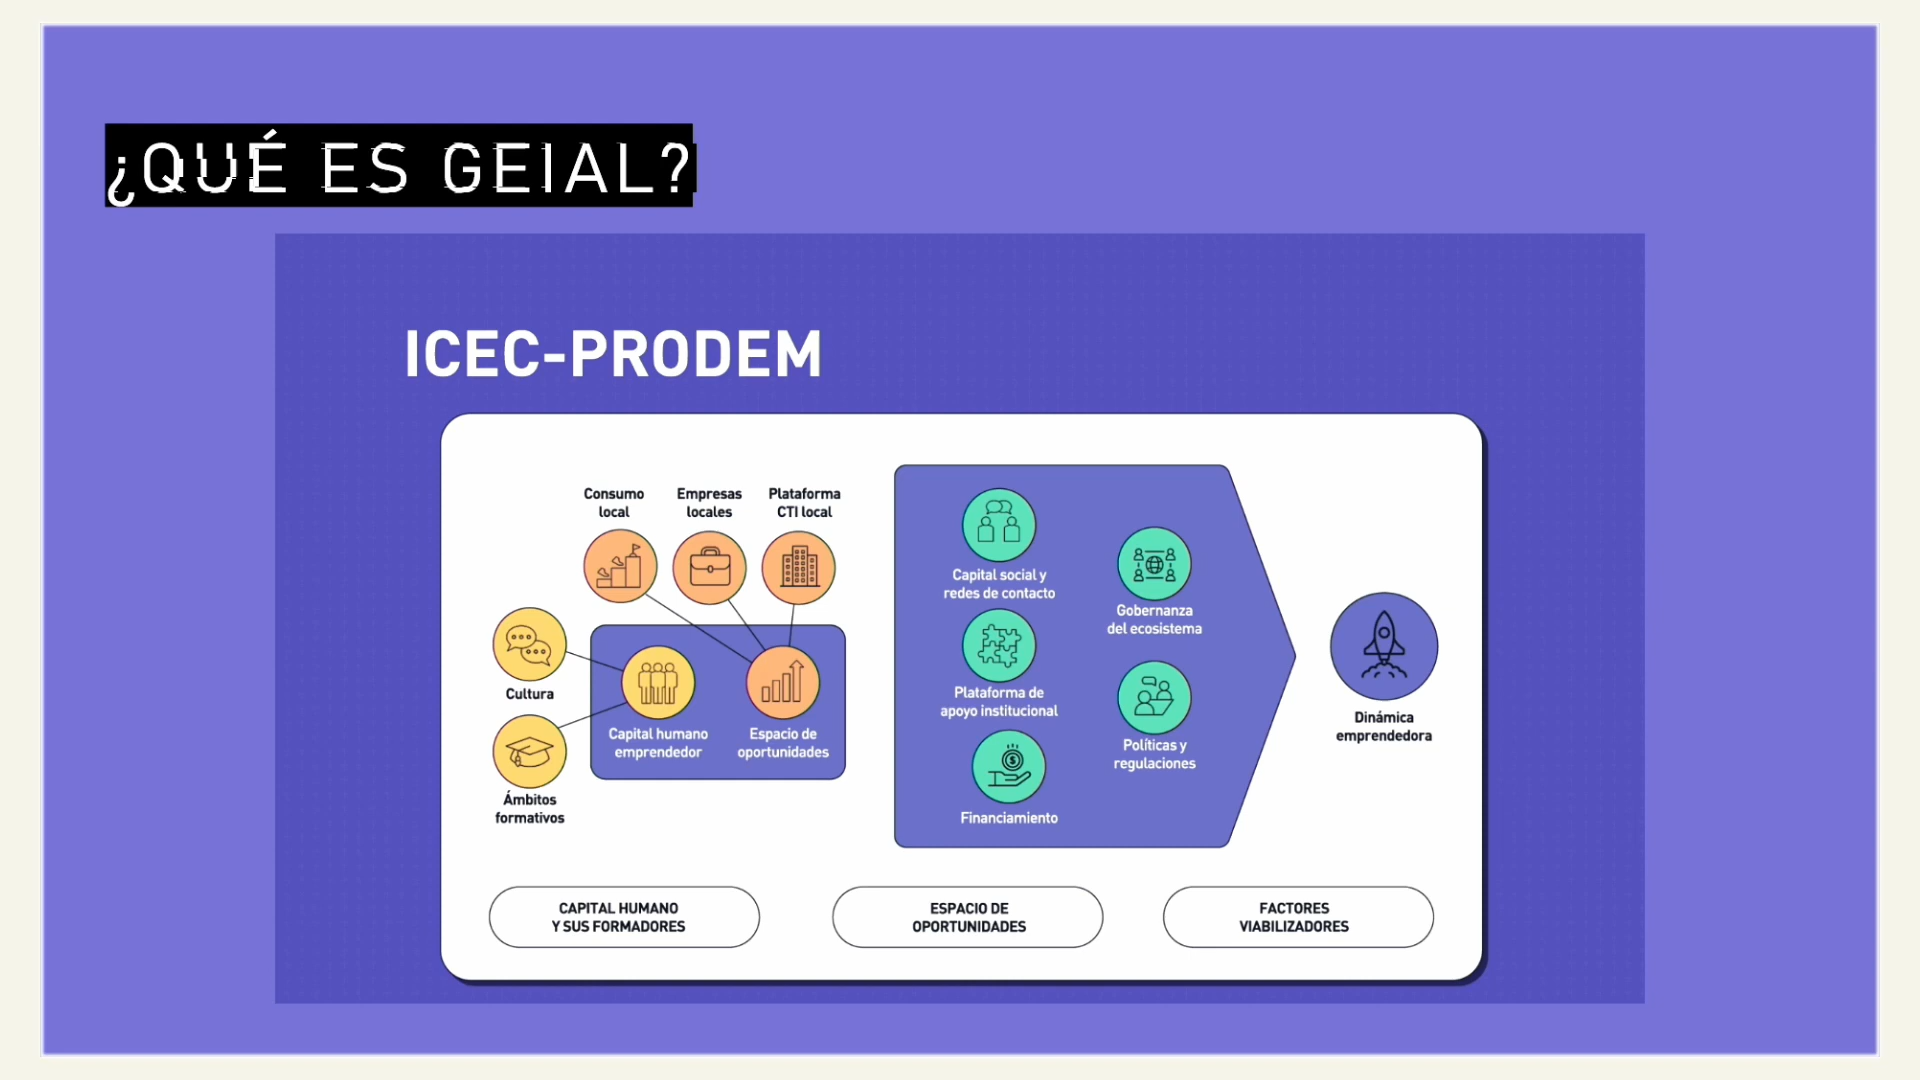 ¿QUÉ ES GEIAL?
ICEC-PRODEM
Consumo
local
Empresas
locales
Plataforma
CTI local
Cultura
Ámbitos
formativos
Capital humano
emprendedor
Espacio de
oportunidades
Capital social y
redes de contacto
Plataforma de
apoyo institucional
Financiamiento
Gobernanza
del ecosistema
Políticas y
regulaciones
Dinámica
emprendedora
CAPITAL HUMANO
Y SUS FORMADORES
ESPACIO DE
OPORTUNIDADES
FACTORES
VIABILIZADORES